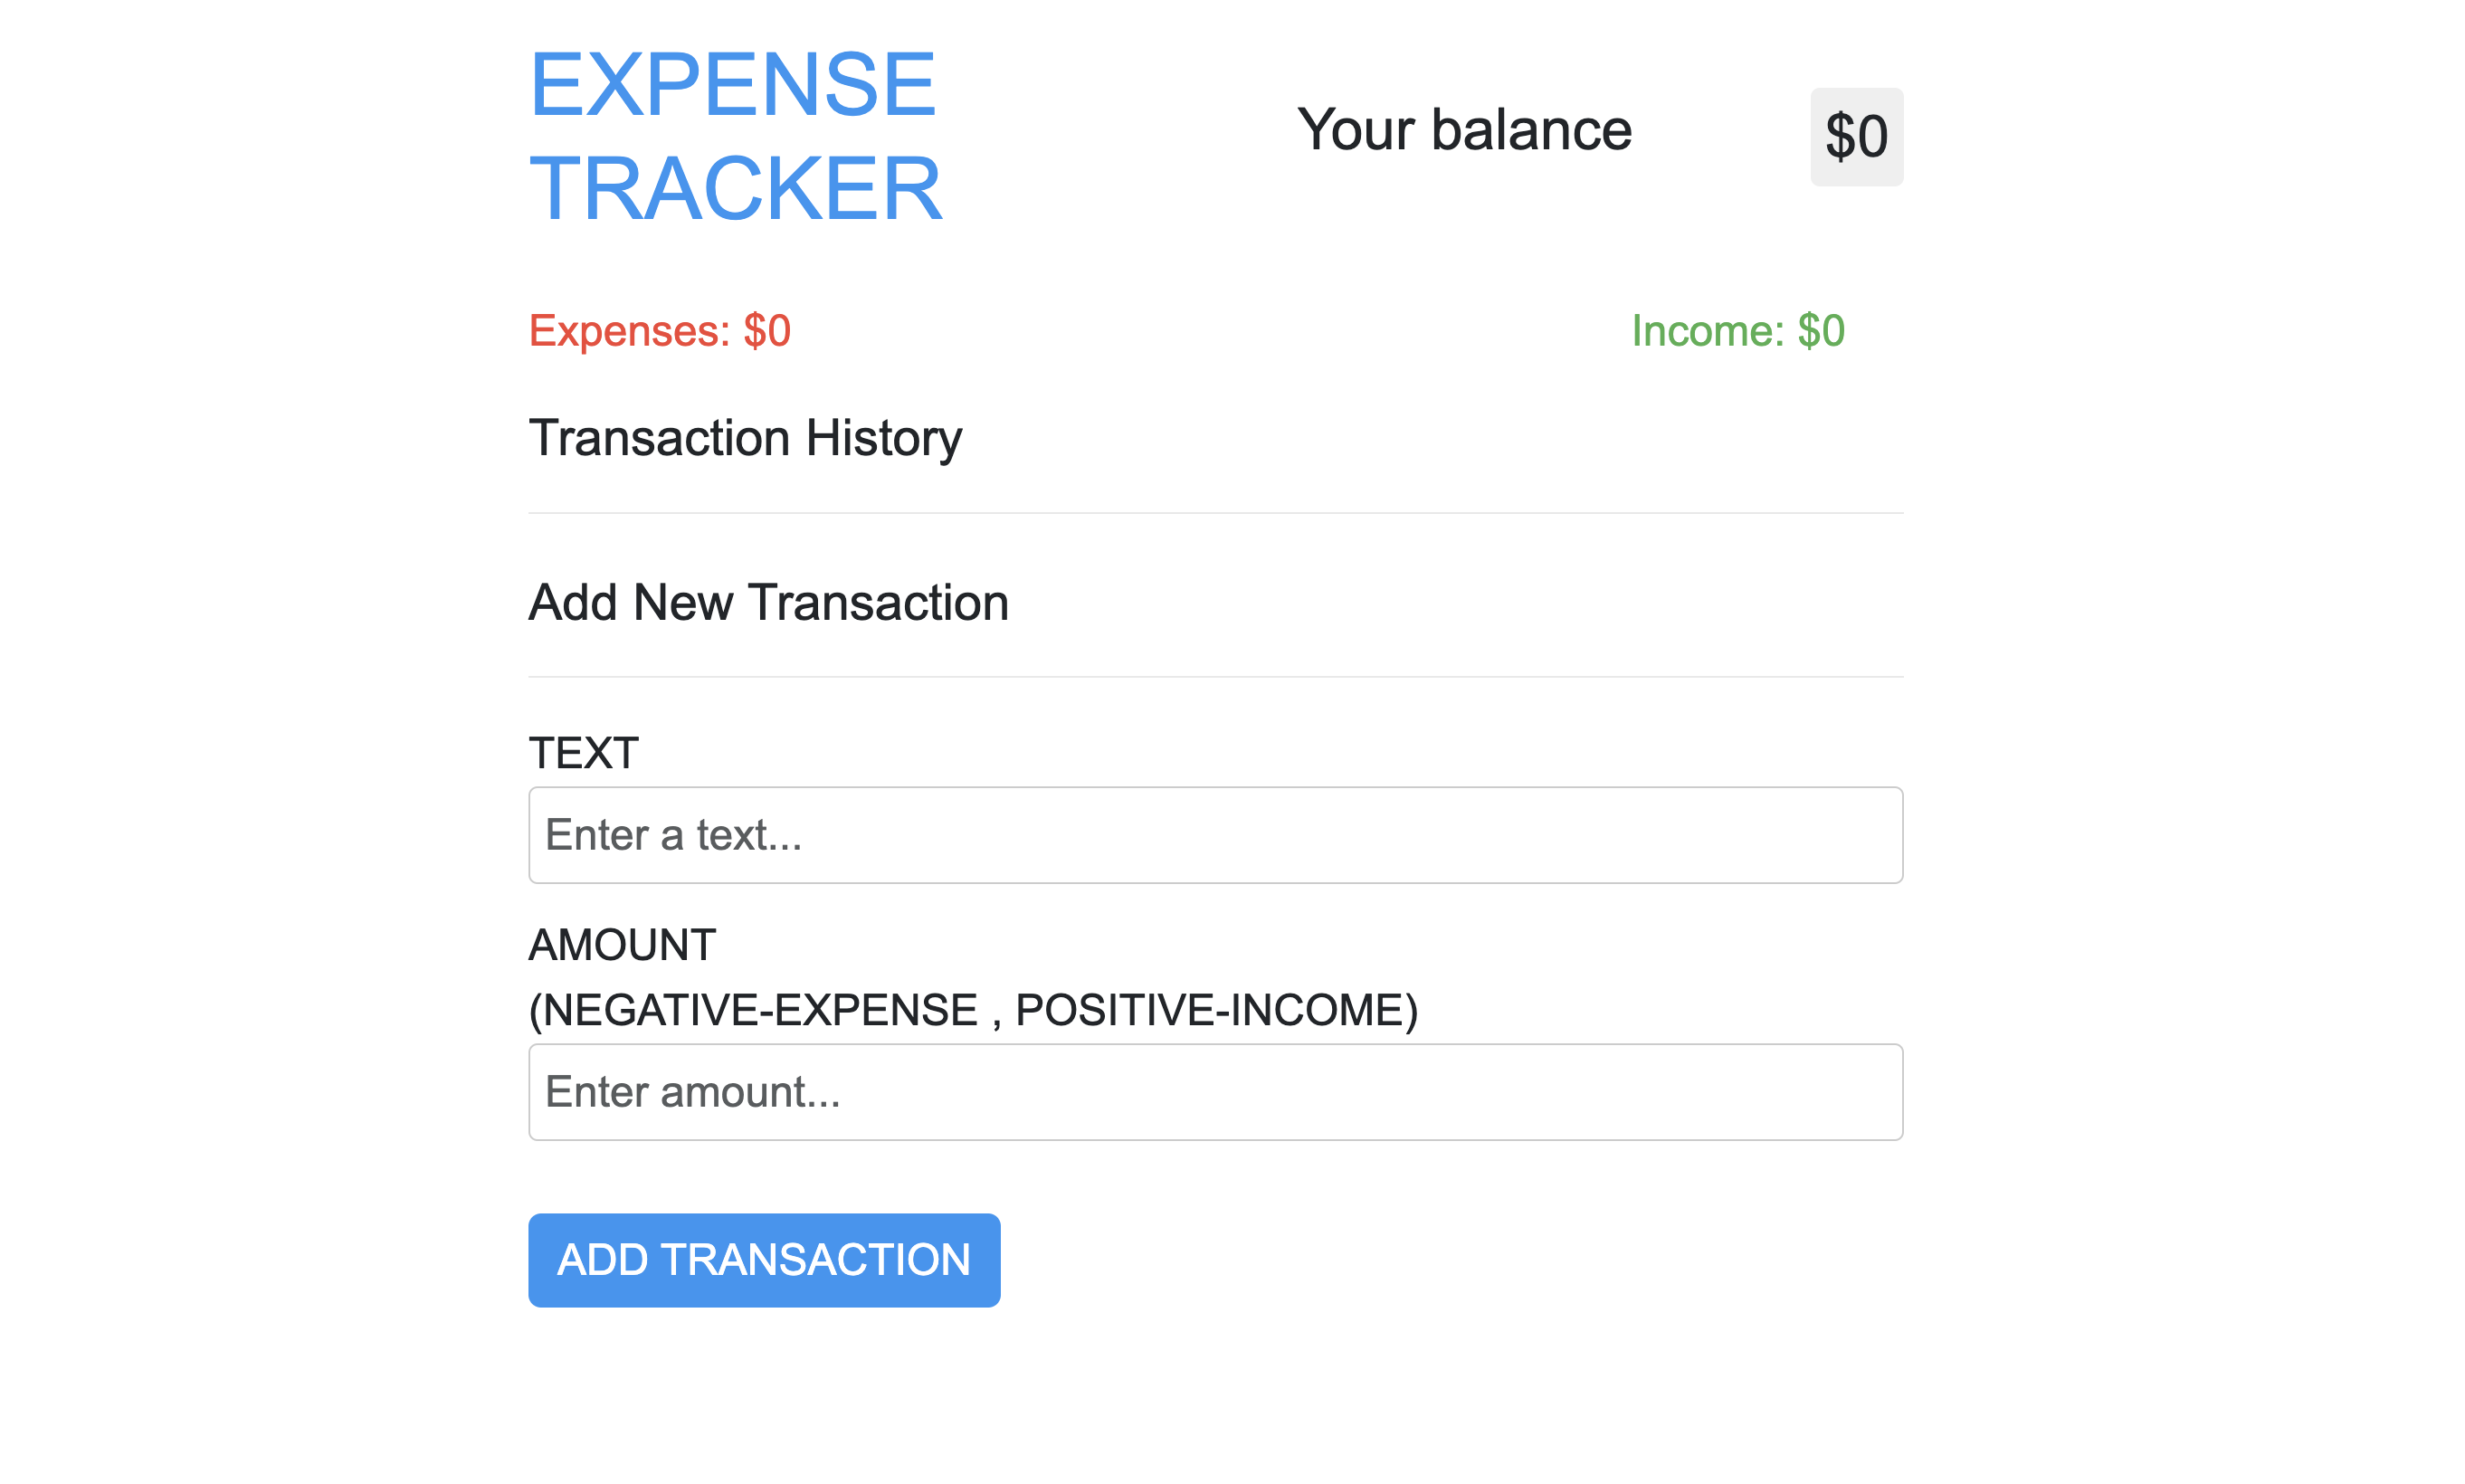 EXPENSE
TRACKER
Your balance
$0
Expenses: $0
Income: $0
Transaction History
Add New Transaction
TEXT
Enter a text...
AMOUNT
(NEGATIVE-EXPENSE , POSITIVE-INCOME)
Enter amount...
ADD TRANSACTION